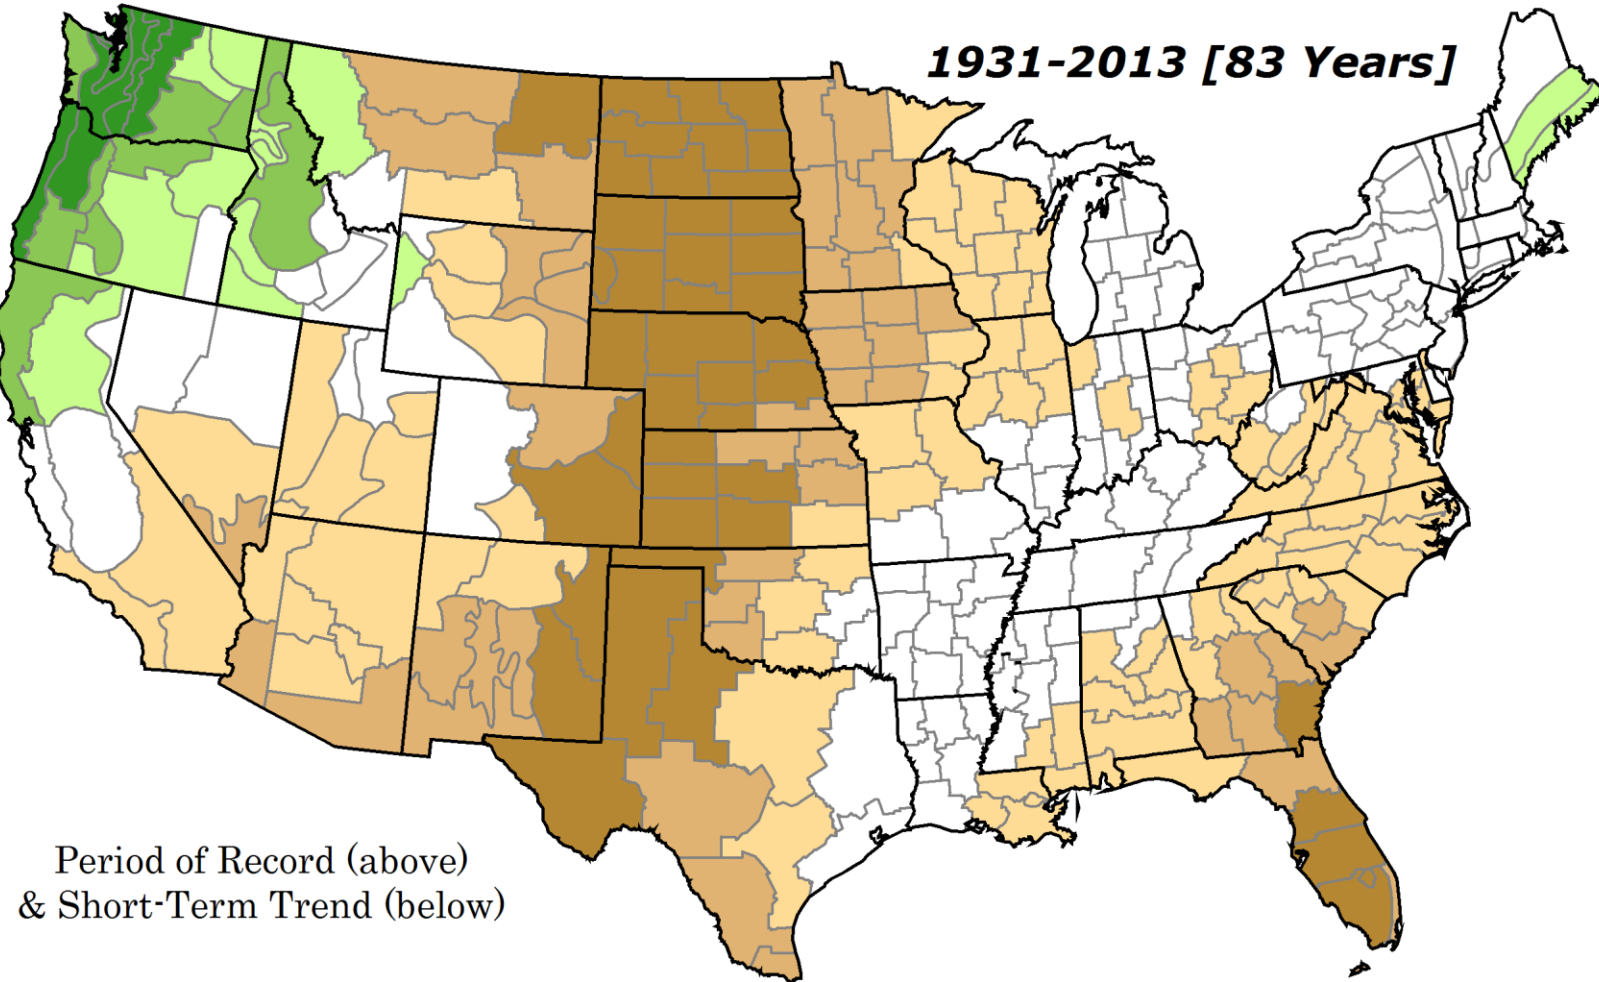 1931-2013 [83 Years]
Period of Record (above)
& Short-Term Trend (below)